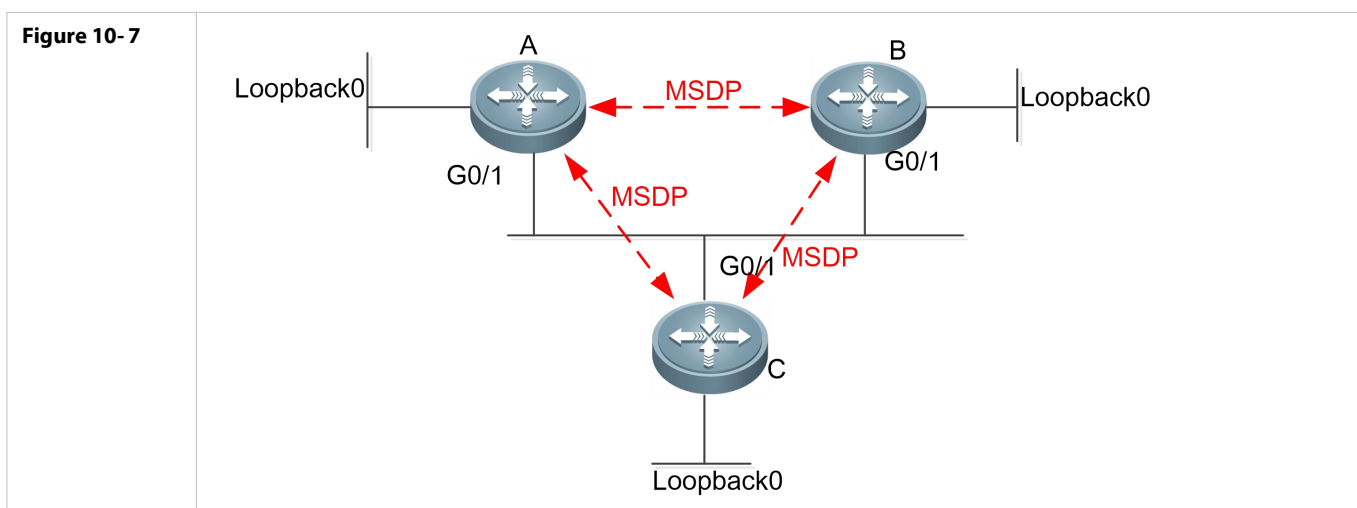 Figure 10- 7
A
B
Loopback0
MSDP
Loopback0
G0/1
G0/1
MSDP
G0/1
MSDP
C
Loopback0